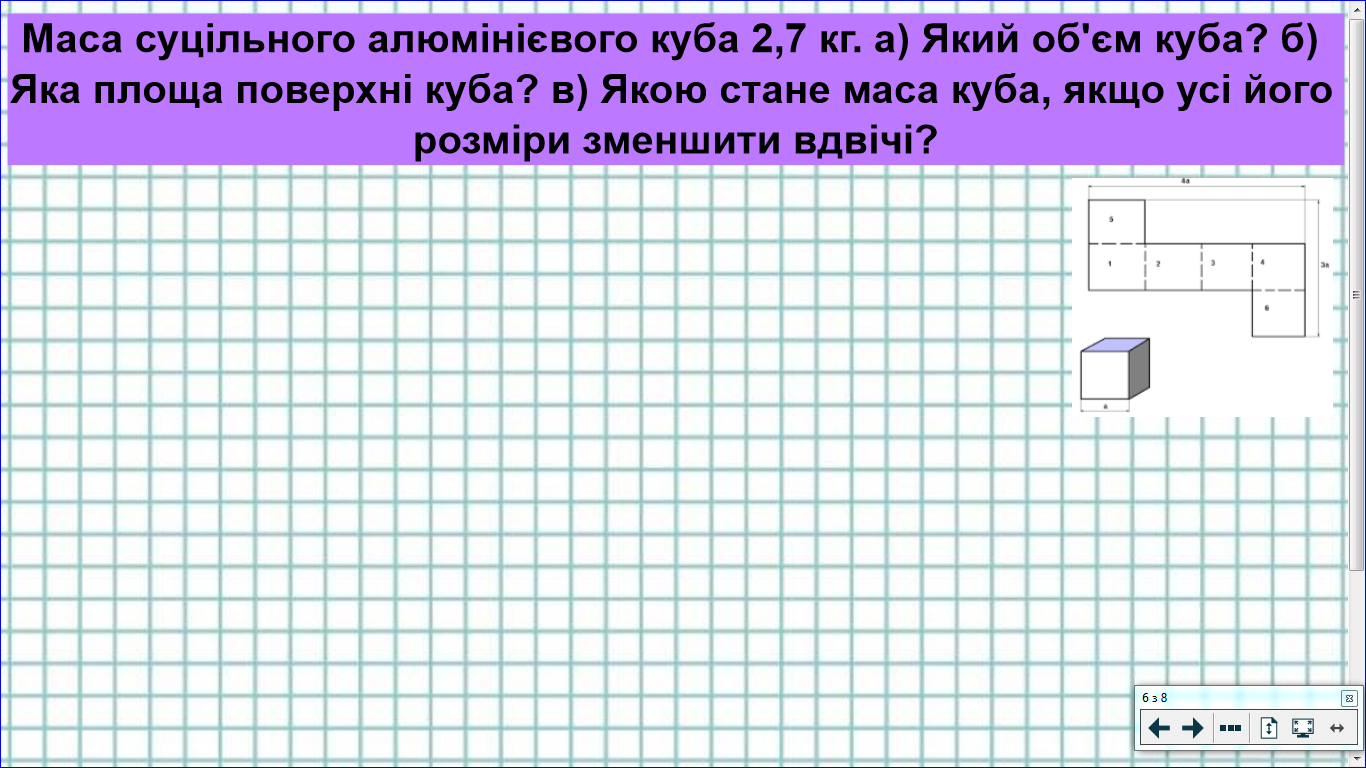 Маса суцільного алюмінієвого куба 2,7 кг. а) Який об'єм куба? б)
Яка площа поверхні куба? в) Якою стане маса куба, якщо усі його
розміри зменшити вдвічі?
4a
5
1 2 3 4
3a
6
a
6 з 8